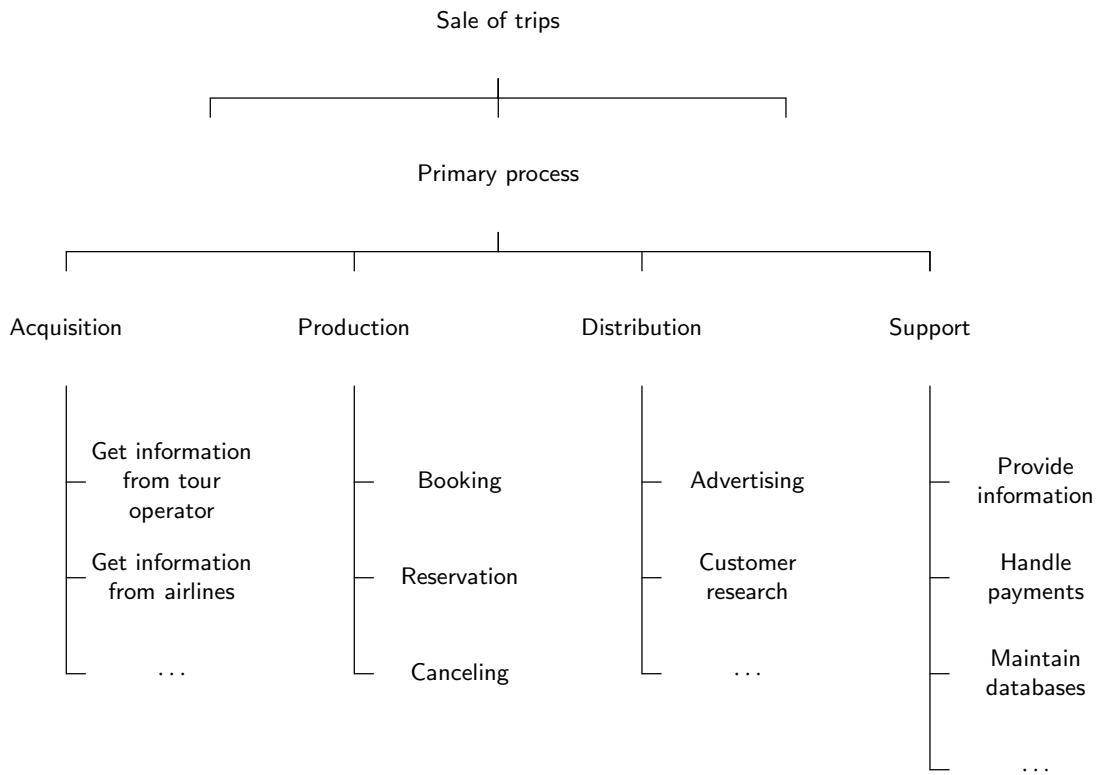 Sale of trips
Primary process
Acquisition
Production
Distribution
Support
Get information
from tour
operator
Get information
from airlines
...
Booking
Reservation
Canceling
Advertising
Customer
research
...
Provide
information
Handle
payments
Maintain
databases
...